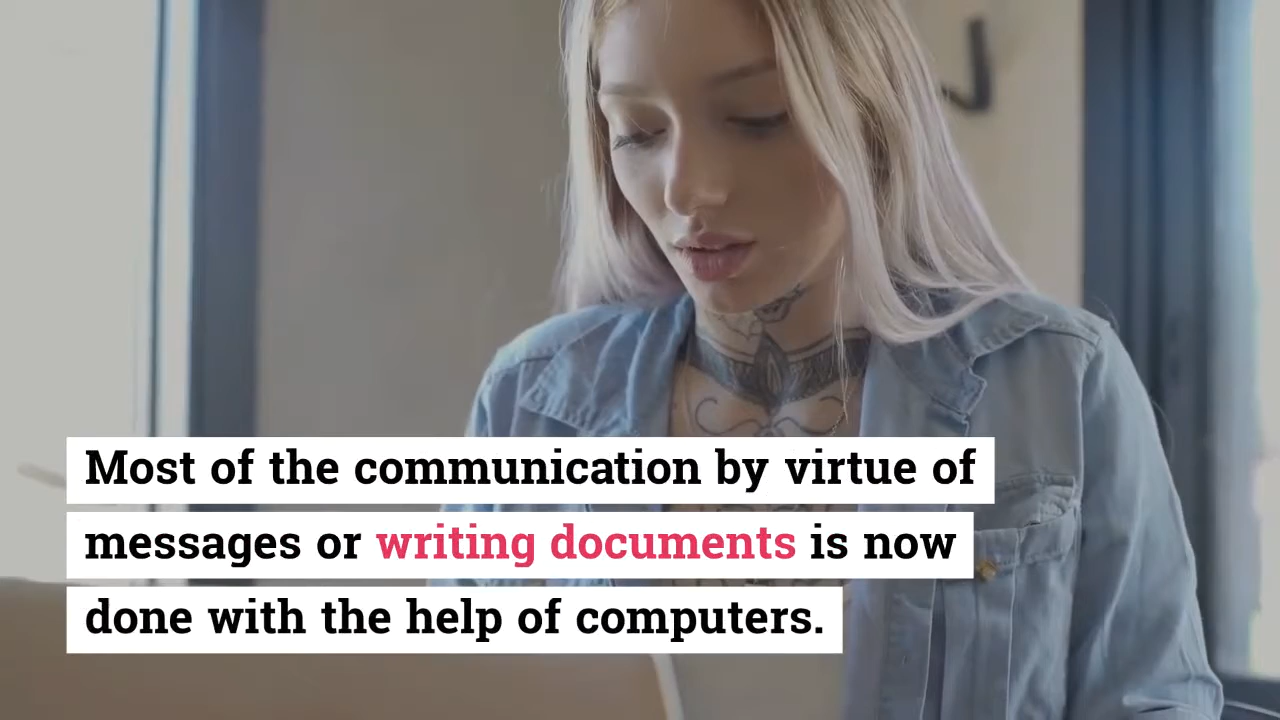 Most of the communication by virtue of
messages or writing documents is now
done with the help of computers.